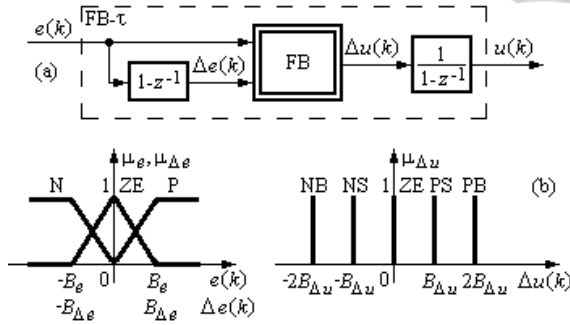 FB-τ
e(k) Δe(k) FB Δu(k) 1/(1-z⁻¹) u(k)
(a) 1-z⁻¹
μe, μΔe μΔu
N 1 ZE P NB NS 1 ZE PS PB (b)
-Be 0 Be e(k) -2BΔu -BΔu 0 BΔu 2BΔu Δu(k)
-BΔe BΔe Δe(k)